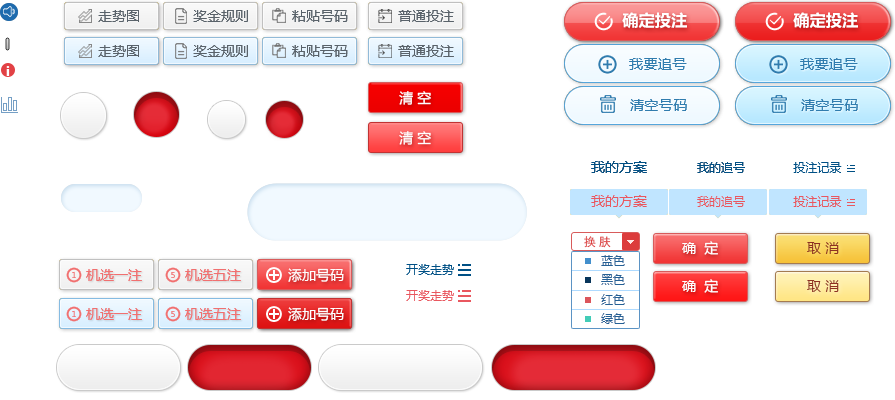 走势图 奖金规则 粘贴号码 普通投注
走势图 奖金规则 粘贴号码 普通投注
确定投注 确定投注
我要追号 我要追号
清空号码 清空号码
清空
清空
我的方案 我的追号 投注记录
我的方案 我的追号 投注记录
换肤
蓝色
黑色
红色
绿色
确 定 取 消
确 定 取 消
1 机选一注 5 机选五注 添加号码
1 机选一注 5 机选五注 添加号码
开奖走势
开奖走势